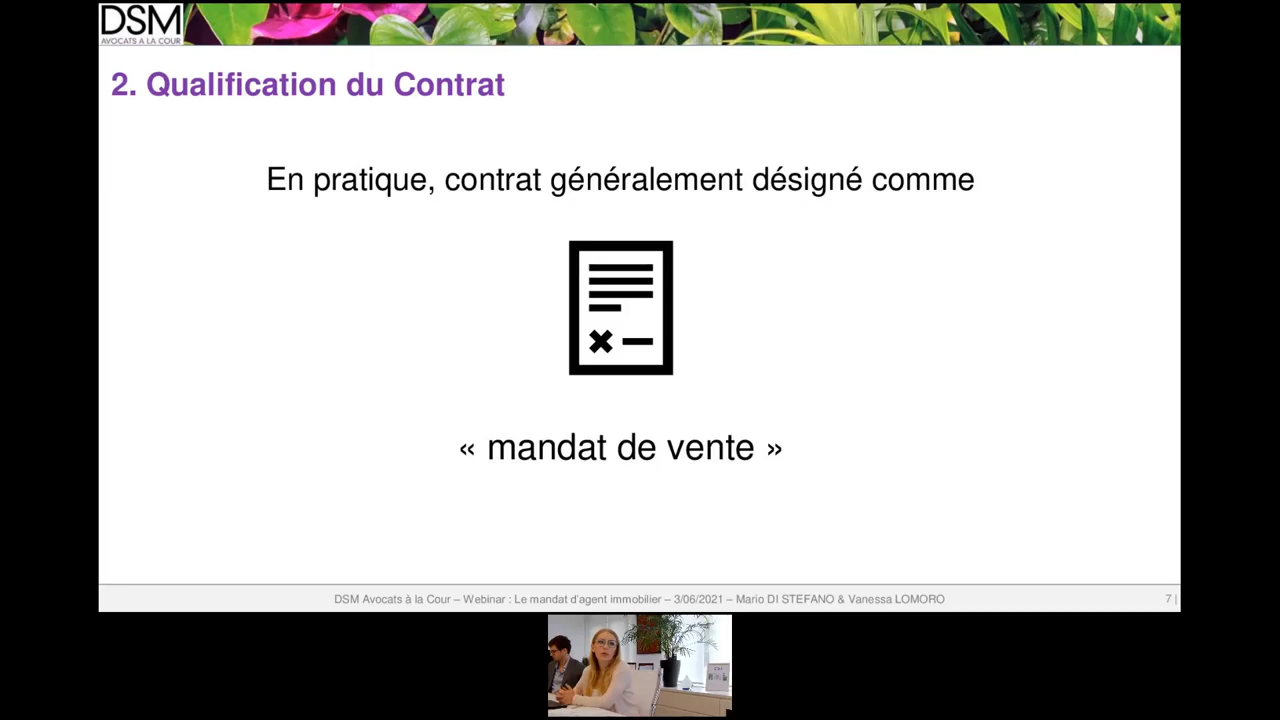 DSM
AVOCATS A LA COUR
2. Qualification du Contrat
En pratique, contrat généralement désigné comme
« mandat de vente »
DSM Avocats à la Cour – Webinar : Le mandat d'agent immobilier – 3/06/2021 – Mario DI STEFANO & Vanessa LOMORO
7 |